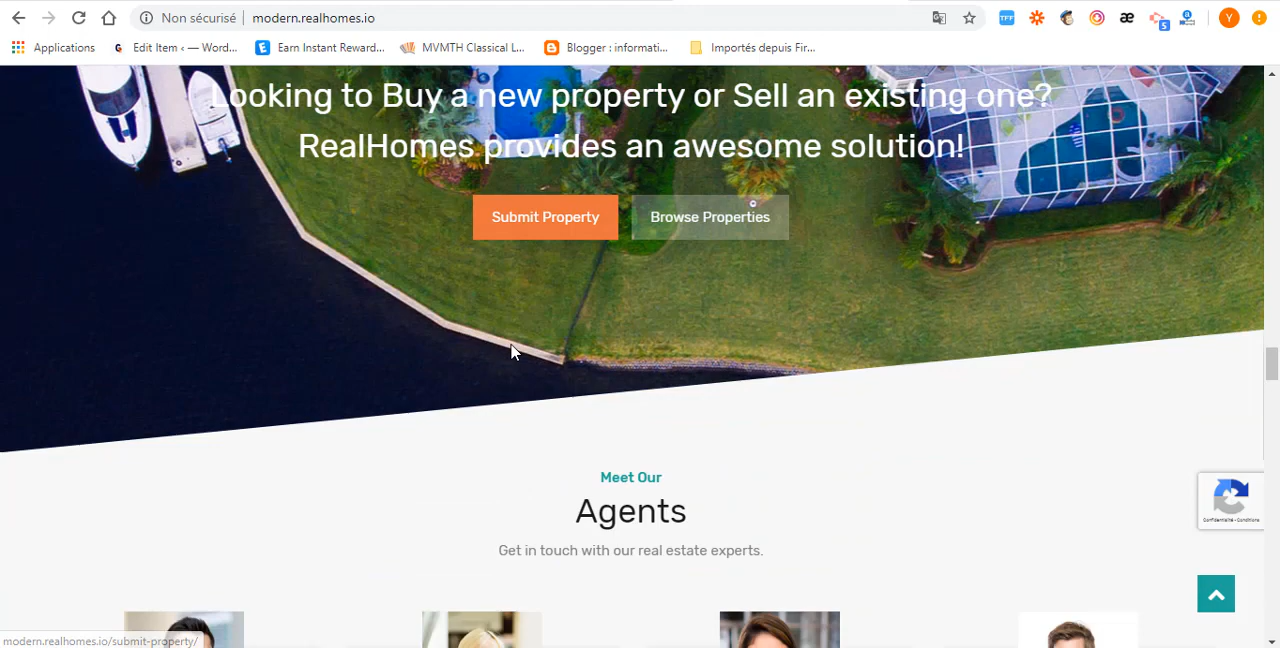 Non sécurisé modern.realhomes.io
Applications Edit Item ‹ — Word... Earn Instant Reward... MVMTH Classical L... Blogger : informati... Importés depuis Fir...
Looking to Buy a new property or Sell an existing one?
RealHomes provides an awesome solution!
Submit Property Browse Properties
Meet Our
Agents
Get in touch with our real estate experts.
Confidentialité - Conditions
modern.realhomes.io/submit-property/